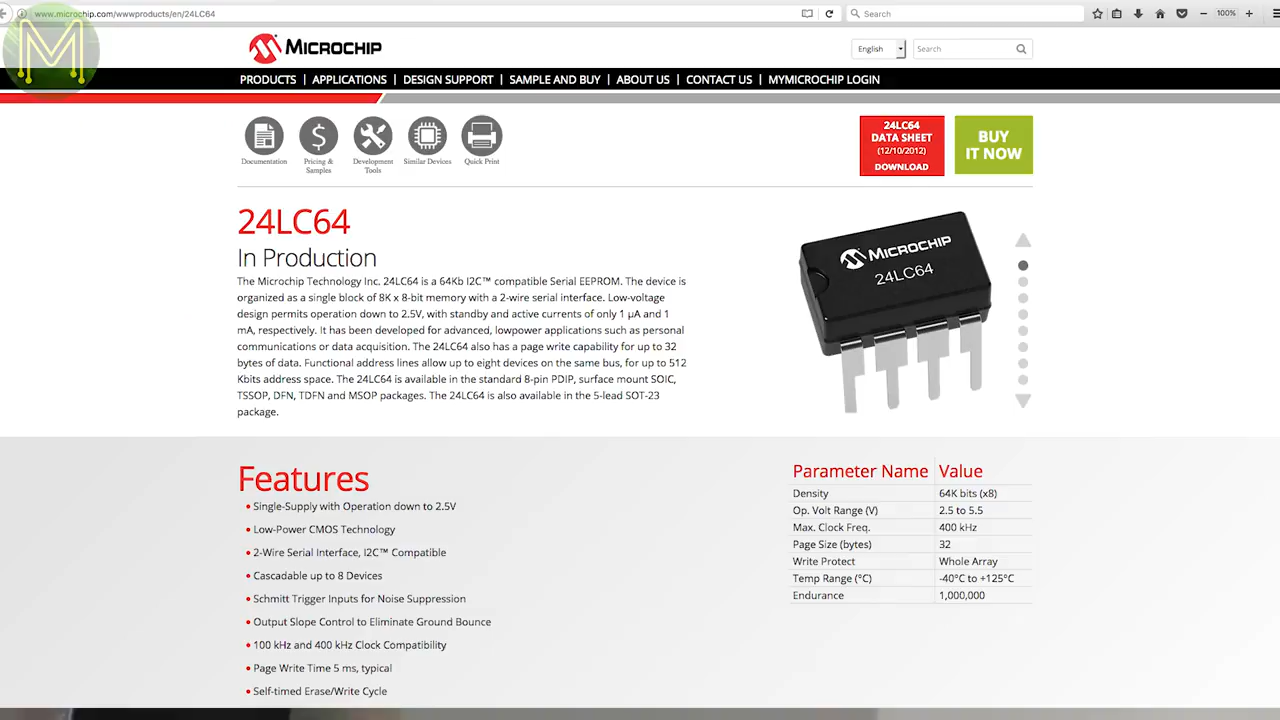 www.microchip.com/wwwproducts/en/24LC64
Search
100%
M
MICROCHIP
English
Search
PRODUCTS | APPLICATIONS | DESIGN SUPPORT | SAMPLE AND BUY | ABOUT US | CONTACT US | MYMICROCHIP LOGIN
Documentation
Pricing &
Samples
Development
Tools
Similar Devices
Quick Print
24LC64
DATA SHEET
(12/10/2012)
DOWNLOAD
BUY
IT NOW
24LC64
In Production
The Microchip Technology Inc. 24LC64 is a 64Kb I2C™ compatible Serial EEPROM. The device is
organized as a single block of 8K x 8-bit memory with a 2-wire serial interface. Low-voltage
design permits operation down to 2.5V, with standby and active currents of only 1 µA and 1
mA, respectively. It has been developed for advanced, lowpower applications such as personal
communications or data acquisition. The 24LC64 also has a page write capability for up to 32
bytes of data. Functional address lines allow up to eight devices on the same bus, for up to 512
Kbits address space. The 24LC64 is available in the standard 8-pin PDIP, surface mount SOIC,
TSSOP, DFN, TDFN and MSOP packages. The 24LC64 is also available in the 5-lead SOT-23
package.
MICROCHIP
24LC64
Features
• Single-Supply with Operation down to 2.5V
• Low-Power CMOS Technology
• 2-Wire Serial Interface, I2C™ Compatible
• Cascadable up to 8 Devices
• Schmitt Trigger Inputs for Noise Suppression
• Output Slope Control to Eliminate Ground Bounce
• 100 kHz and 400 kHz Clock Compatibility
• Page Write Time 5 ms, typical
• Self-timed Erase/Write Cycle
Parameter Name Value
Density 64K bits (x8)
Op. Volt Range (V) 2.5 to 5.5
Max. Clock Freq. 400 kHz
Page Size (bytes) 32
Write Protect Whole Array
Temp Range (°C) -40°C to +125°C
Endurance 1,000,000